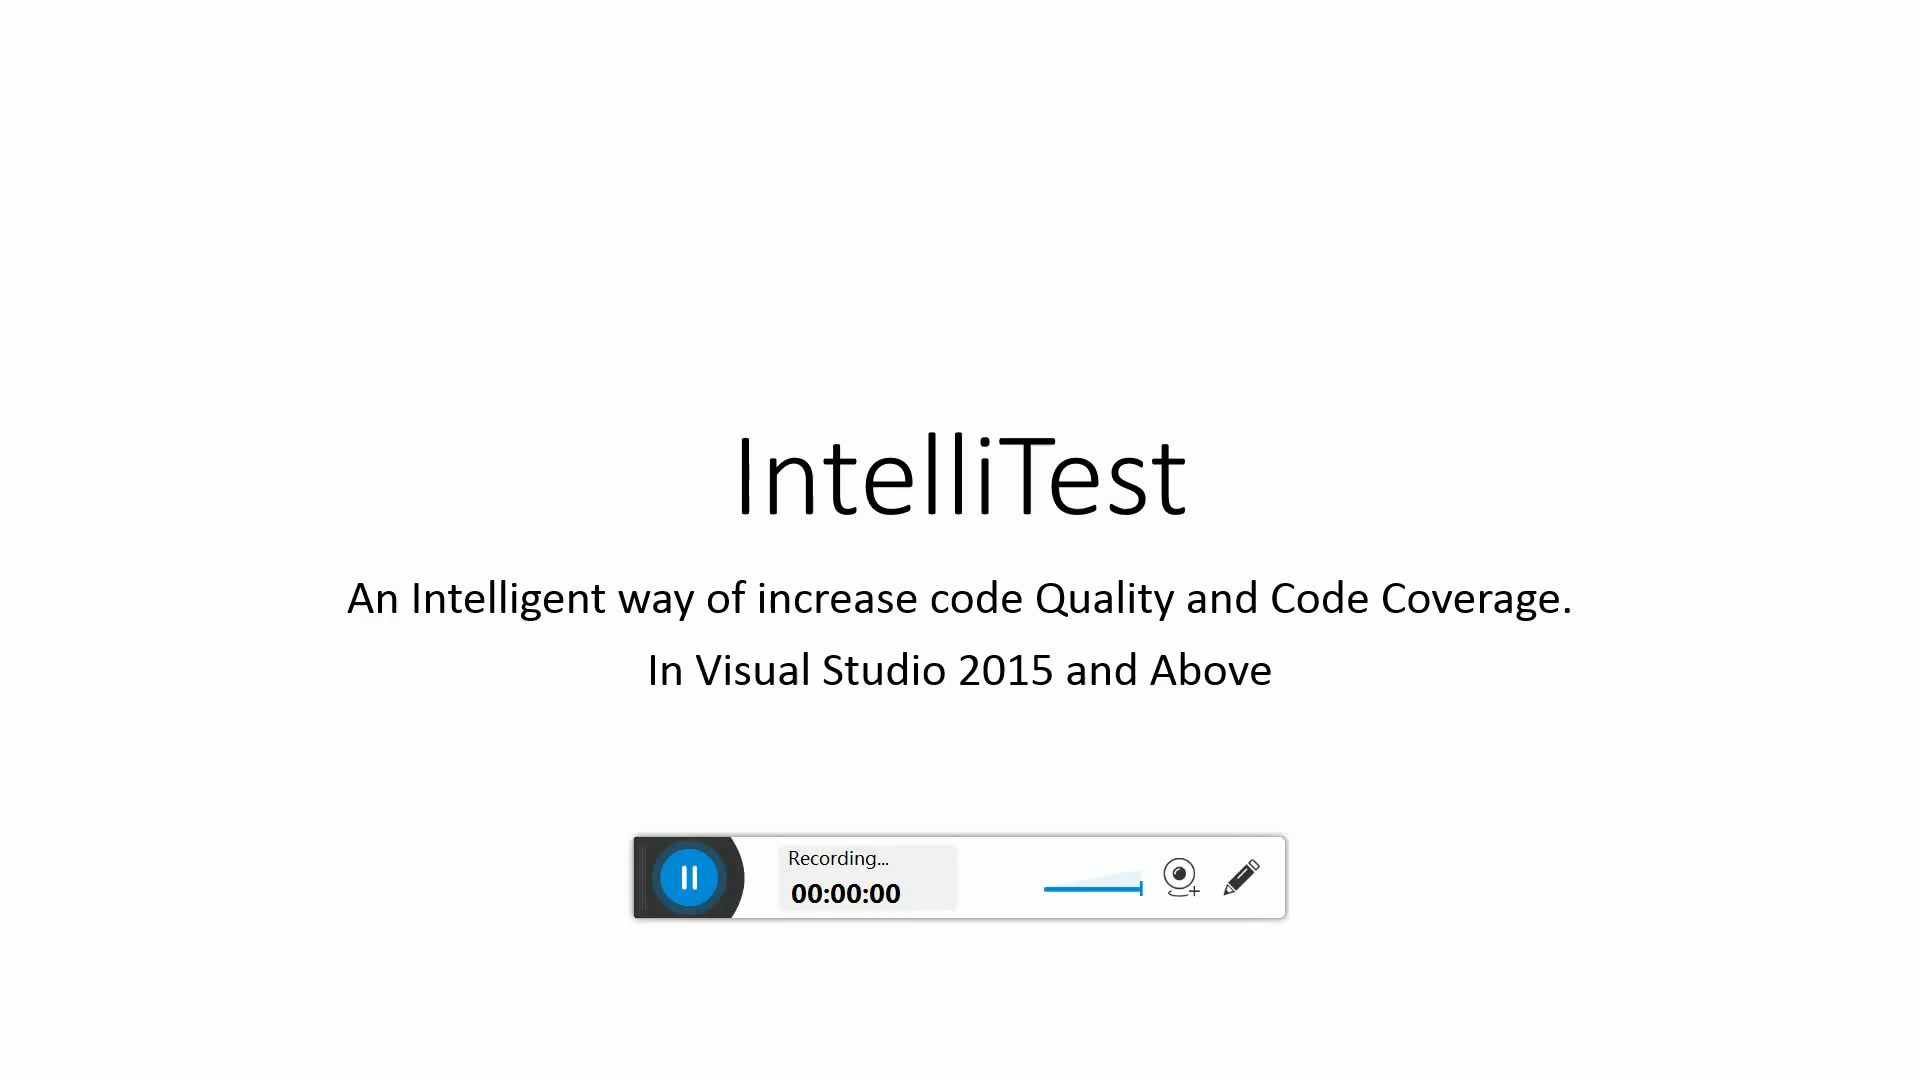 IntelliTest
An Intelligent way of increase code Quality and Code Coverage.
In Visual Studio 2015 and Above
Recording...
00:00:00